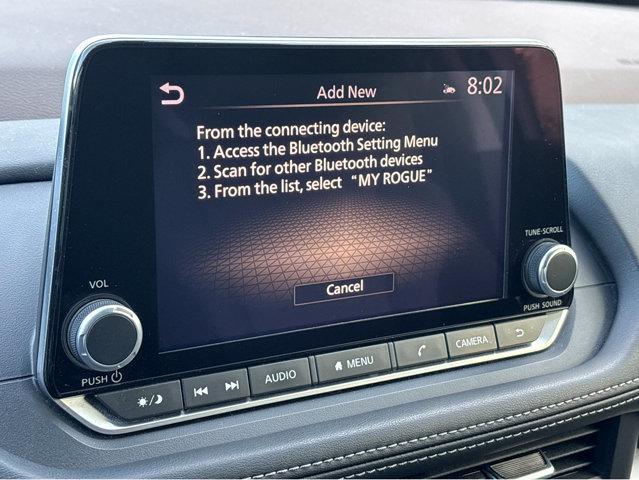 Add New
8:02
From the connecting device:
1. Access the Bluetooth Setting Menu
2. Scan for other Bluetooth devices
3. From the list, select “MY ROGUE”
Cancel
VOL
PUSH
TUNE·SCROLL
PUSH SOUND
AUDIO
MENU
CAMERA